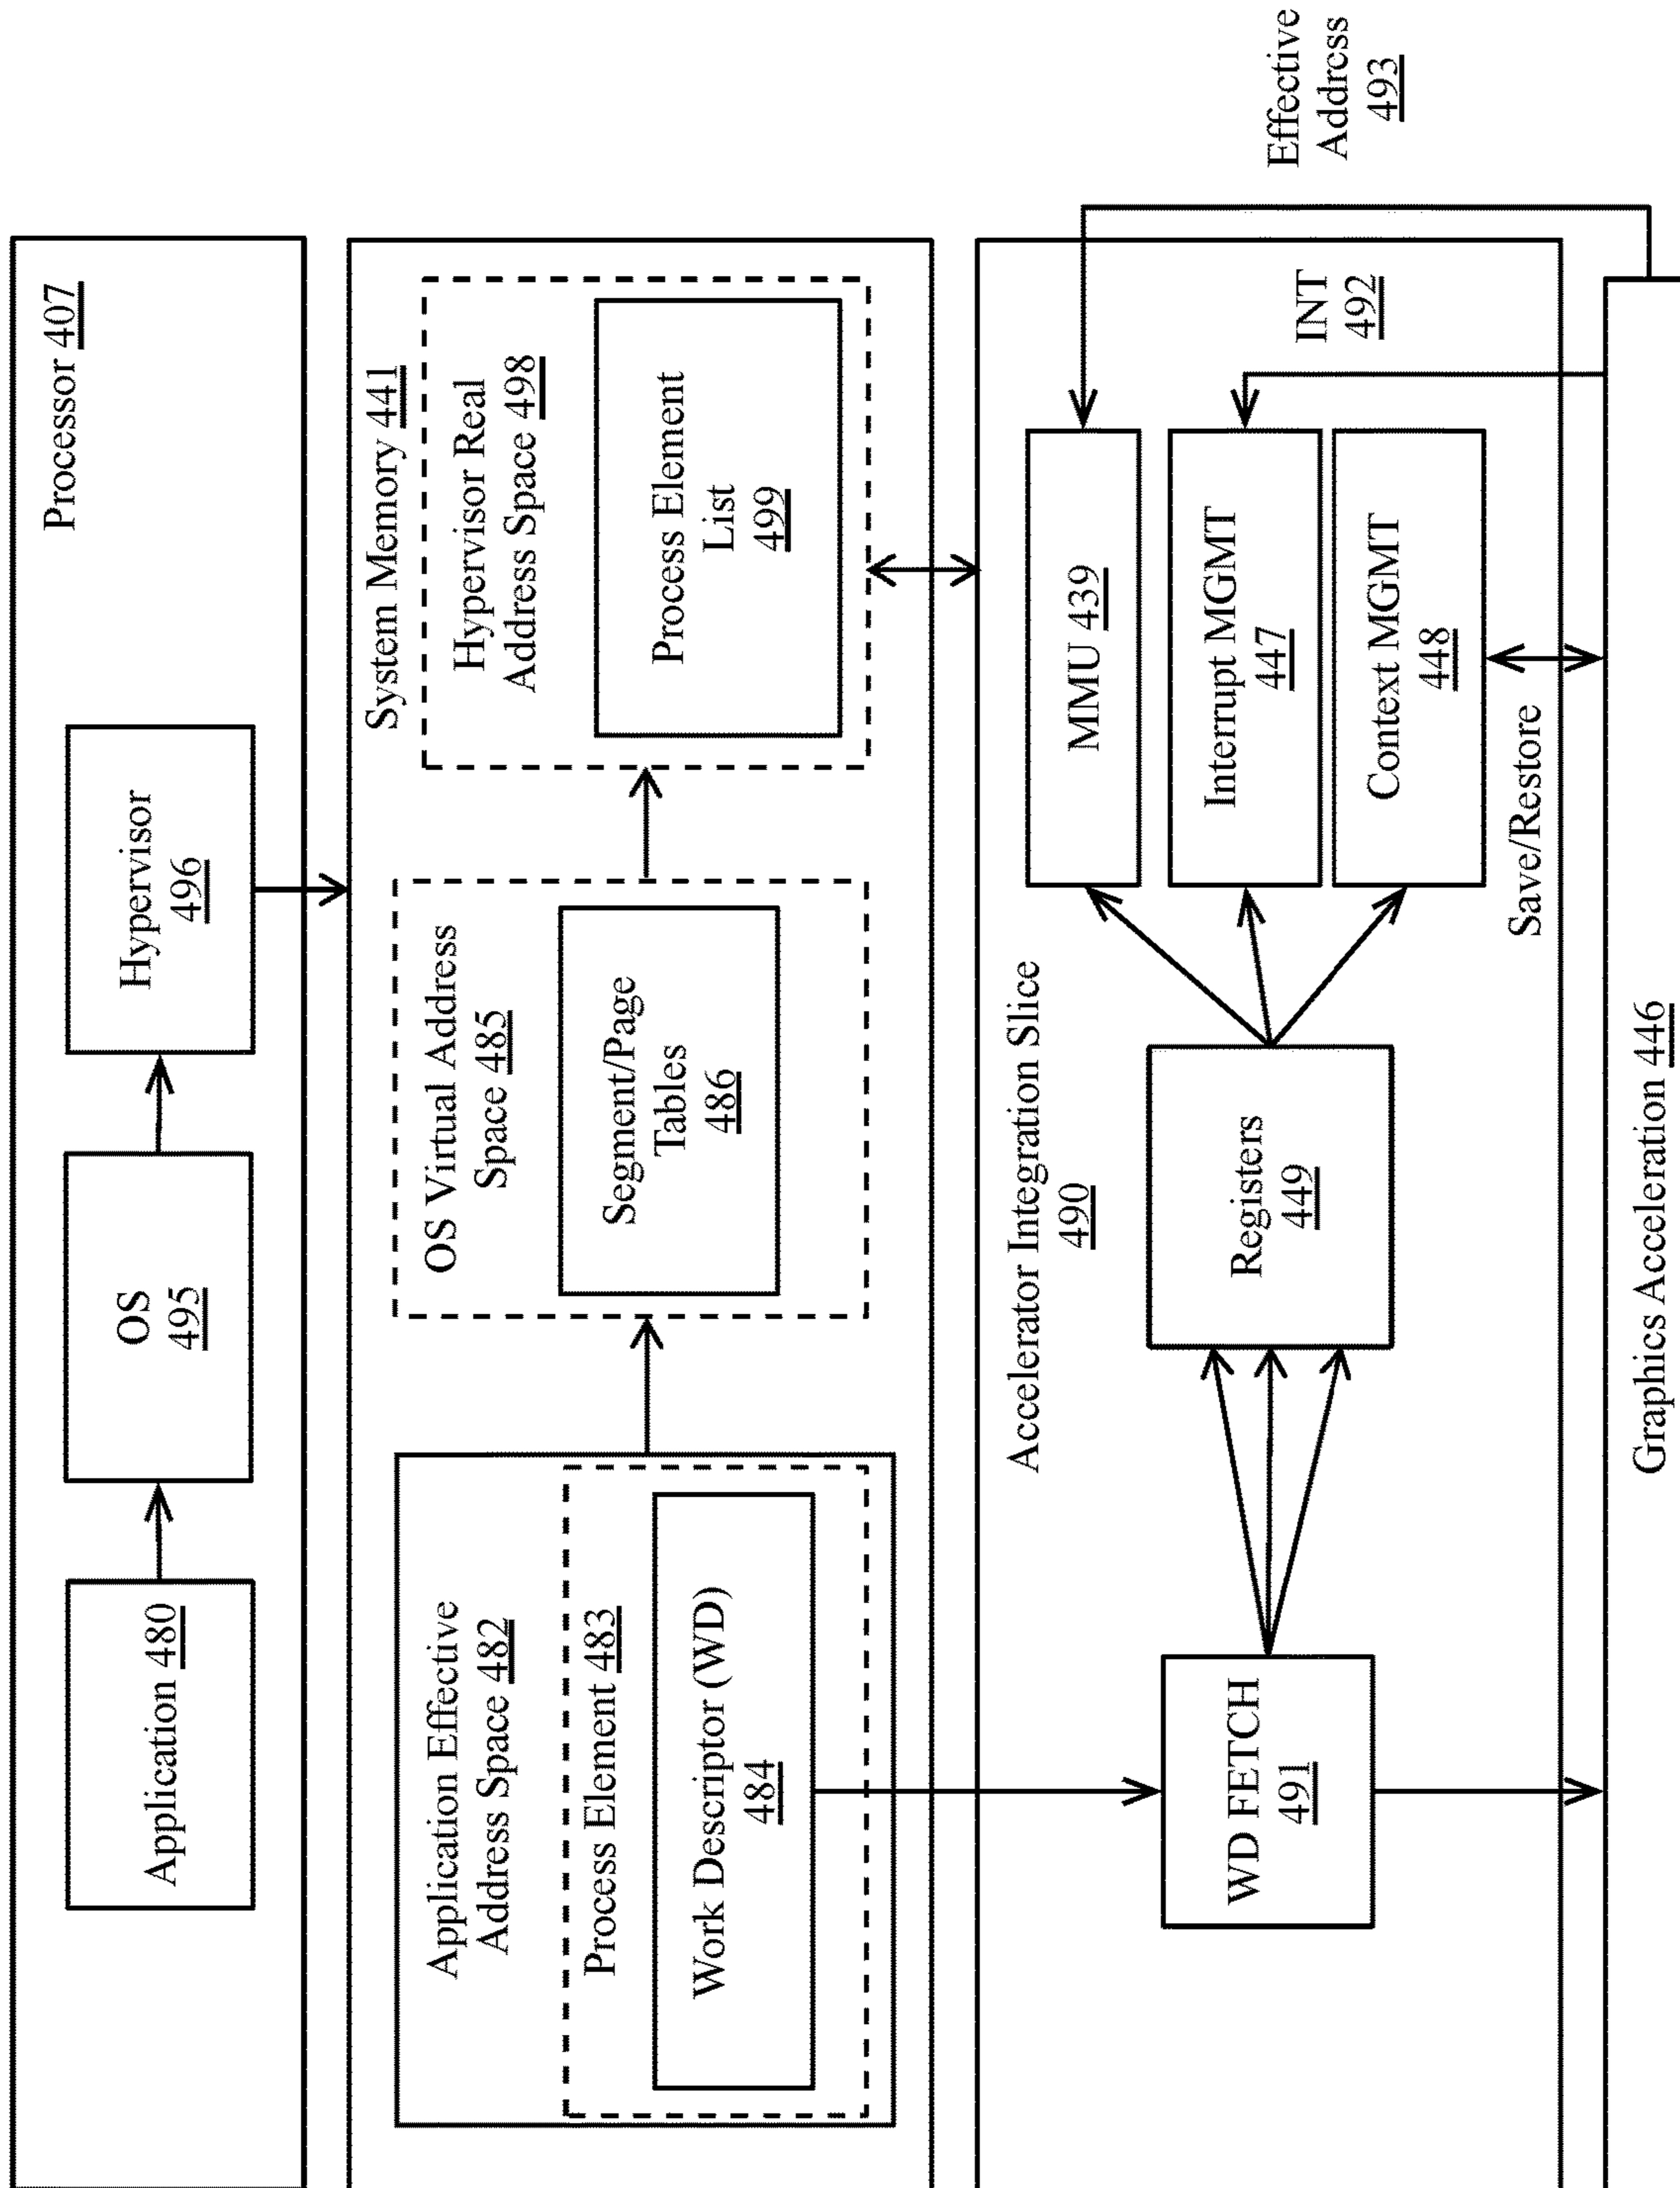 Processor 407
Application 480
OS
495
Hypervisor
496
System Memory 441
Application Effective
Address Space 482
Process Element 483
Work Descriptor (WD)
484
OS Virtual Address
Space 485
Segment/Page
Tables
486
Hypervisor Real
Address Space 498
Process Element
List
499
Accelerator Integration Slice
490
WD FETCH
491
Registers
449
MMU 439
Interrupt MGMT
447
Context MGMT
448
INT
492
Effective
Address
493
Save/Restore
Graphics Acceleration 446